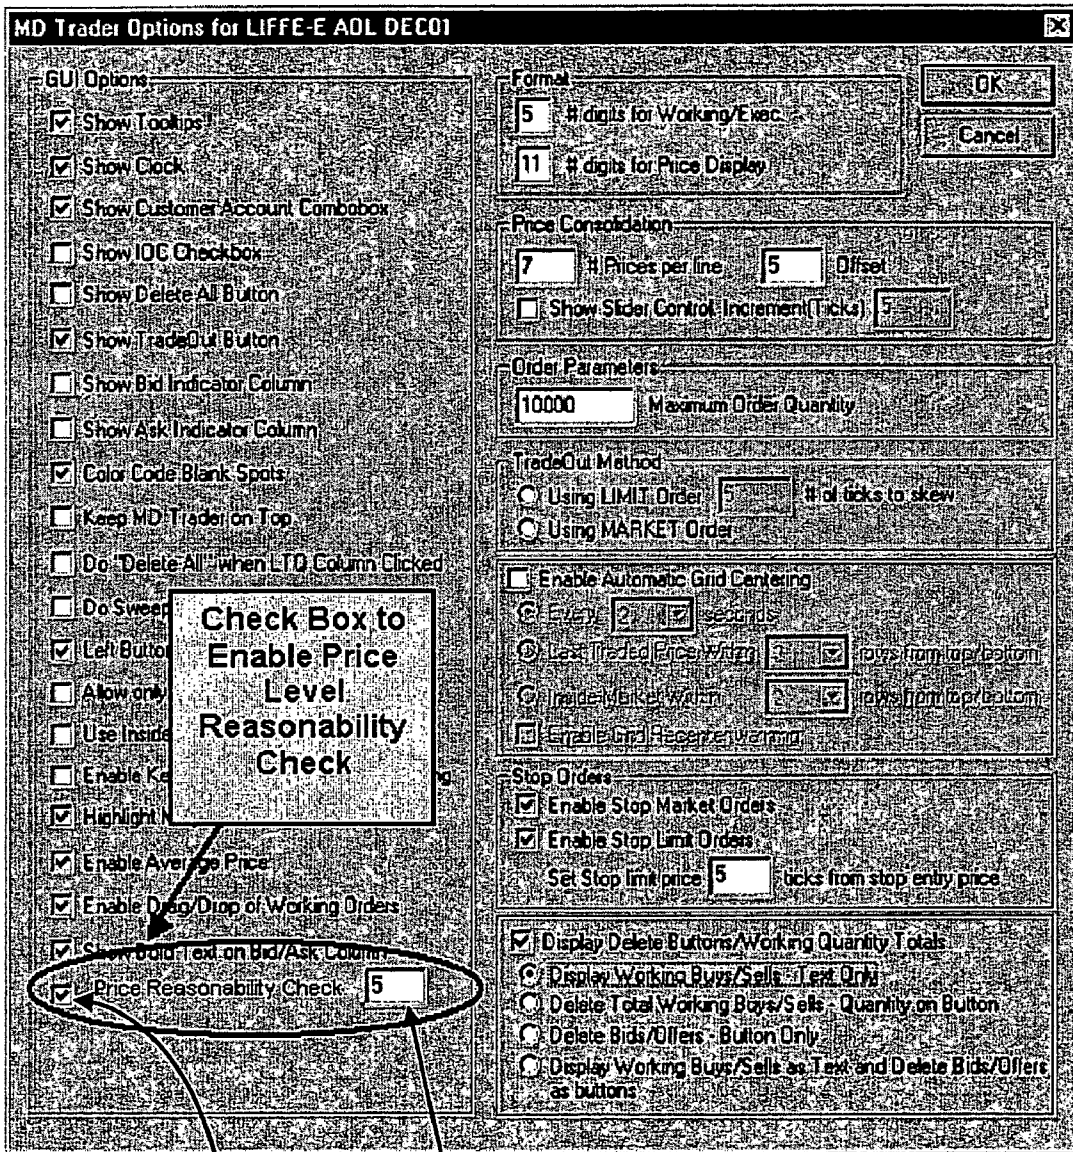 MD Trader Options for LIFFE-E AOL DEC01
GUI Options
Show Tooltips
Show Clock
Show Customer Account Combobox
Show IOC Checkbox
Show Delete All Button
Show TradeOut Button
Show Bid Indicator Column
Show Ask Indicator Column
Color Code Blank Spots
Keep MD Trader on Top
Do "Delete All" when LTQ Column Clicked
Do Sweep
Left Button
Allow only
Use Inside
Enable
Highlight
Enable Average Price
Enable Drag/Drop of Working Orders
Show Bold Text on Bid/Ask Column
Price Reasonability Check 5
Check Box to
Enable Price
Level
Reasonability
Check
Format
5 # digits for Working/Exec
11 # digits for Price Display
Price Consolidation
7 # Prices per line 5 Offset
Show Slider Control: Increment(Ticks) 5
Order Parameters
10000 Maximum Order Quantity
TradeOut Method
Using LIMIT Order 5 # of ticks to skew
Using MARKET Order
Enable Automatic Grid Centering
Every seconds
Last Traded Price Within rows from top/bottom
Inside Market Within rows from top/bottom
Enable Grid Recenter warning
Stop Orders
Enable Stop Market Orders
Enable Stop Limit Orders
Set Stop limit price 5 ticks from stop entry price
Display Delete Buttons/Working Quantity Totals
Display Working Buys/Sells - Text Only
Delete Total Working Buys/Sells - Quantity on Button
Delete Bids/Offers - Button Only
Display Working Buys/Sells as Text and Delete Bids/Offers
as buttons
OK
Cancel